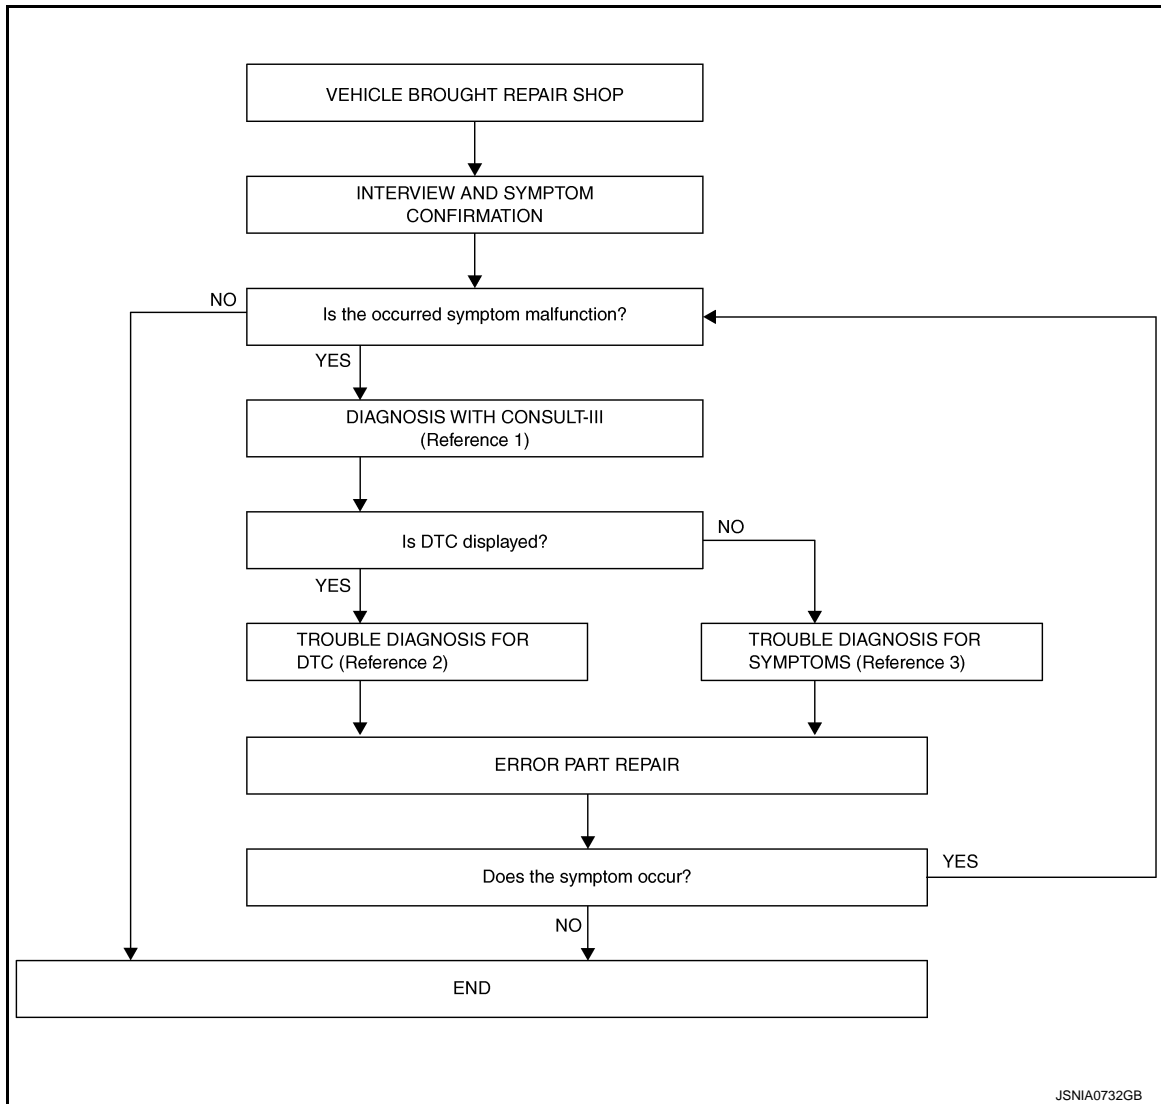 VEHICLE BROUGHT REPAIR SHOP
INTERVIEW AND SYMPTOM
CONFIRMATION
NO
Is the occurred symptom malfunction?
YES
DIAGNOSIS WITH CONSULT-III
(Reference 1)
Is DTC displayed?
NO
YES
TROUBLE DIAGNOSIS FOR
DTC (Reference 2)
TROUBLE DIAGNOSIS FOR
SYMPTOMS (Reference 3)
ERROR PART REPAIR
Does the symptom occur?
YES
NO
END
JSNIA0732GB